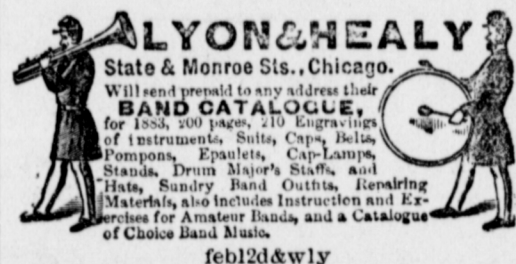 LYON & HEALY
State & Monroe Sts., Chicago.
Will send prepaid to any address their
BAND CATALOGUE,
for 1883, 200 pages, 210 Engravings
of instruments, Suits, Caps, Belts,
Pompons, Epaulets, Cap-Lamps,
Stands, Drum Major's Staffs, and
Hats, Sundry Band Outfits, Repairing
Materials, also includes Instruction and Ex-
ercises for Amateur Bands, and a Catalogue
of Choice Band Music.
feb12d&w1y